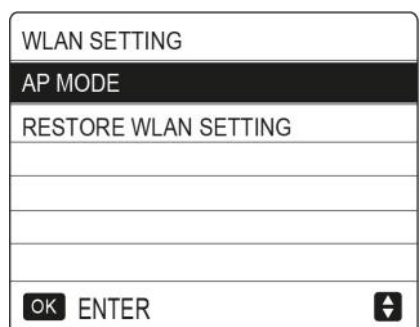 WLAN SETTING
AP MODE
RESTORE WLAN SETTING
OK ENTER